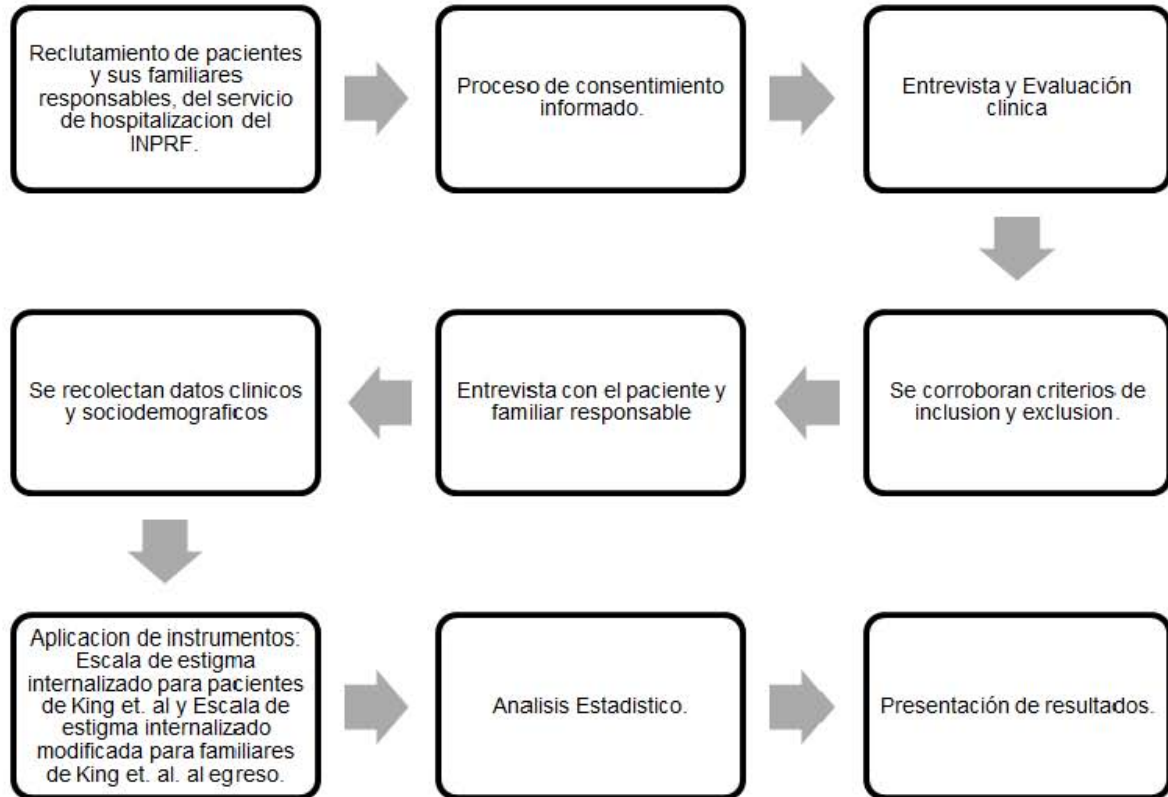 Reclutamiento de pacientes
y sus familiares
responsables, del servicio
de hospitalizacion del
INPRF.
Proceso de consentimiento
informado.
Entrevista y Evaluación
clinica
Se corroboran criterios de
inclusion y exclusion.
Entrevista con el paciente y
familiar responsable
Se recolectan datos clinicos
y sociodemograficos
Aplicacion de instrumentos:
Escala de estigma
internalizado para pacientes
de King et. al y Escala de
estigma internalizado
modificada para familiares
de King et. al. al egreso.
Analisis Estadistico.
Presentación de resultados.